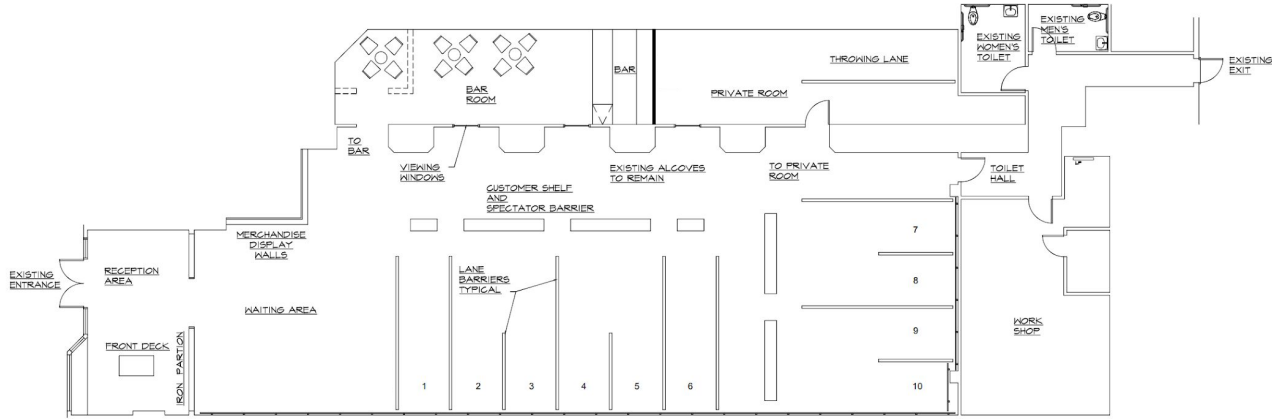 EXISTING
WOMEN'S
TOILET
EXISTING
MEN'S
TOILET
EXISTING
EXIT
THROWING LANE
BAR
BAR
ROOM
PRIVATE ROOM
TO
BAR
VIEWING
WINDOWS
EXISTING ALCOVES
TO REMAIN
TO PRIVATE
ROOM
TOILET
HALL
CUSTOMER SHELF
AND
SPECTATOR BARRIER
MERCHANDISE
DISPLAY
WALLS
EXISTING
ENTRANCE
RECEPTION
AREA
LANE
BARRIERS
TYPICAL
WAITING AREA
WORK
SHOP
FRONT DECK
IRON PARTION
1
2
3
4
5
6
7
8
9
10